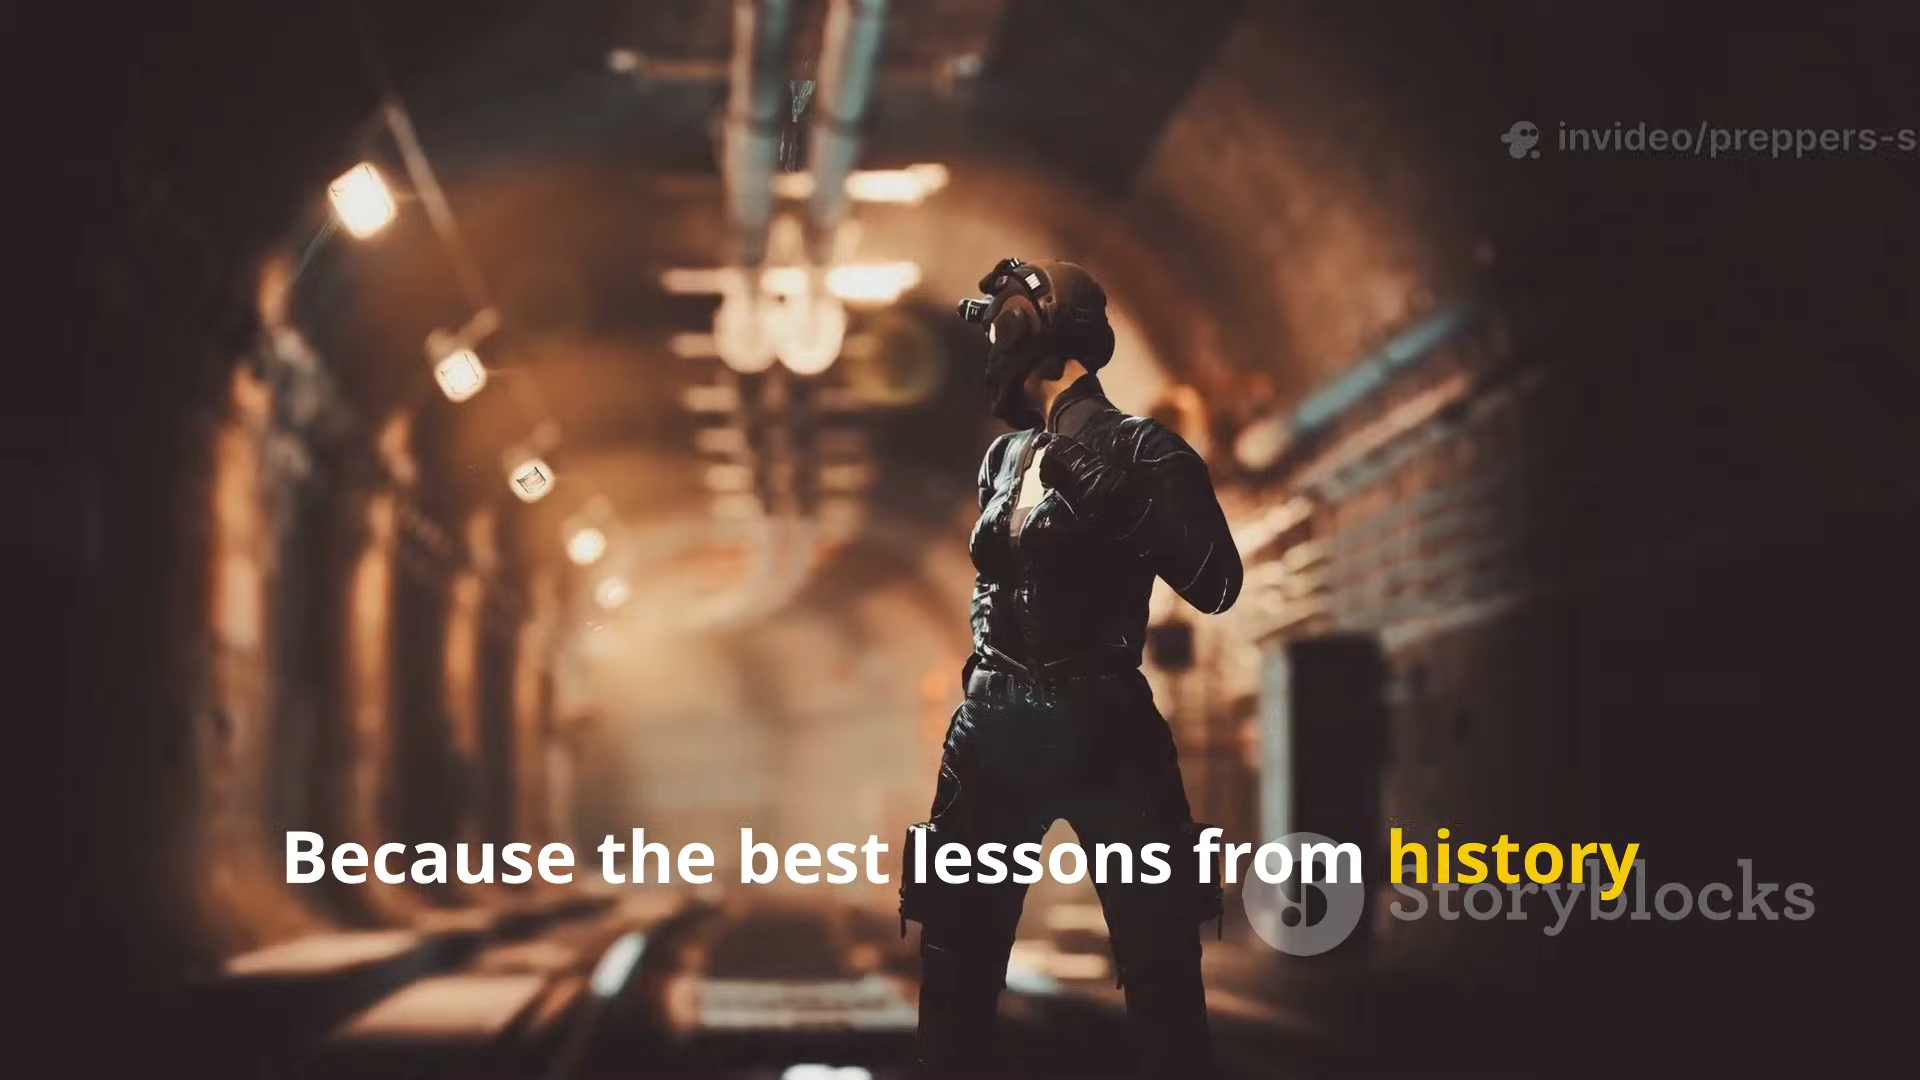 invideo/preppers-s
Because the best lessons from history
Storyblocks